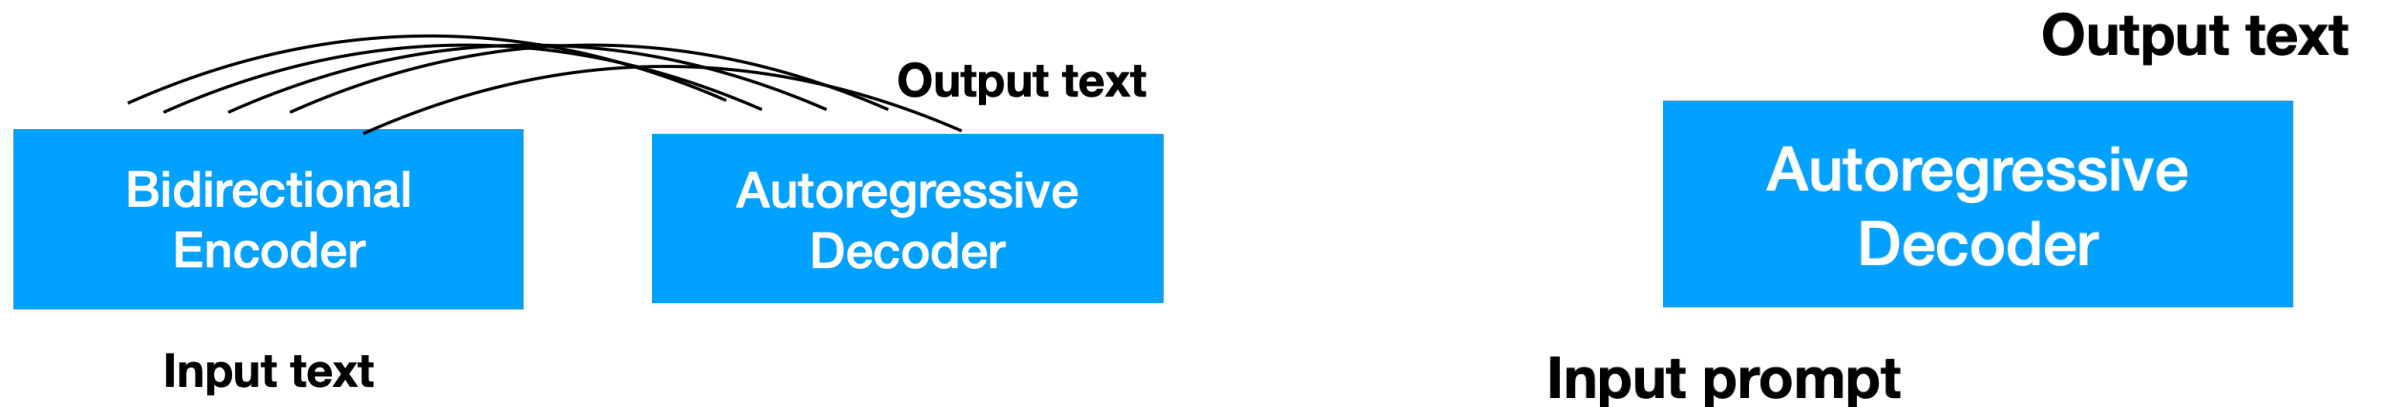 Output text
Bidirectional
Encoder
Autoregressive
Decoder
Input text
Output text
Autoregressive
Decoder
Input prompt